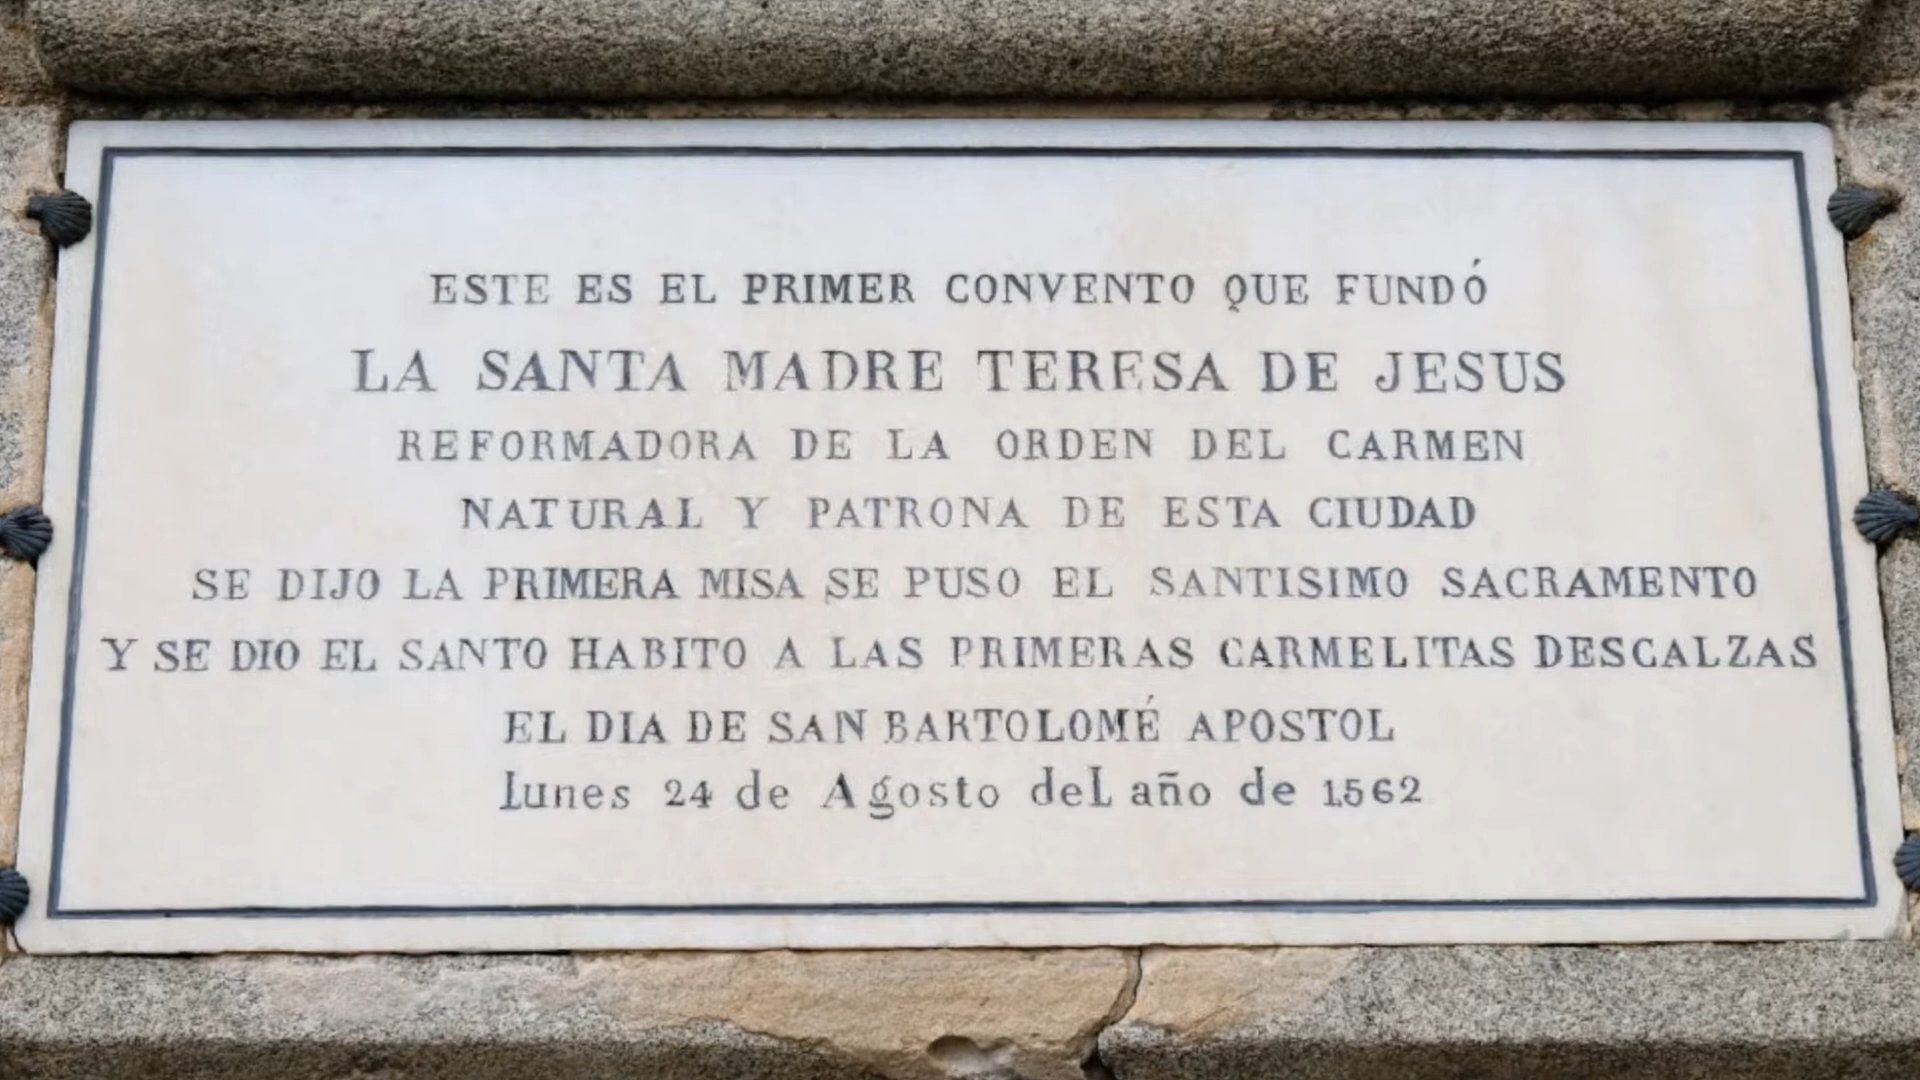 ESTE ES EL PRIMER CONVENTO QUE FUNDÓ
LA SANTA MADRE TERESA DE JESUS
REFORMADORA DE LA ORDEN DEL CARMEN
NATURAL Y PATRONA DE ESTA CIUDAD
SE DIJO LA PRIMERA MISA SE PUSO EL SANTISIMO SACRAMENTO
Y SE DIO EL SANTO HABITO A LAS PRIMERAS CARMELITAS DESCALZAS
EL DIA DE SAN BARTOLOMÉ APOSTOL
Lunes 24 de Agosto del año de 1562